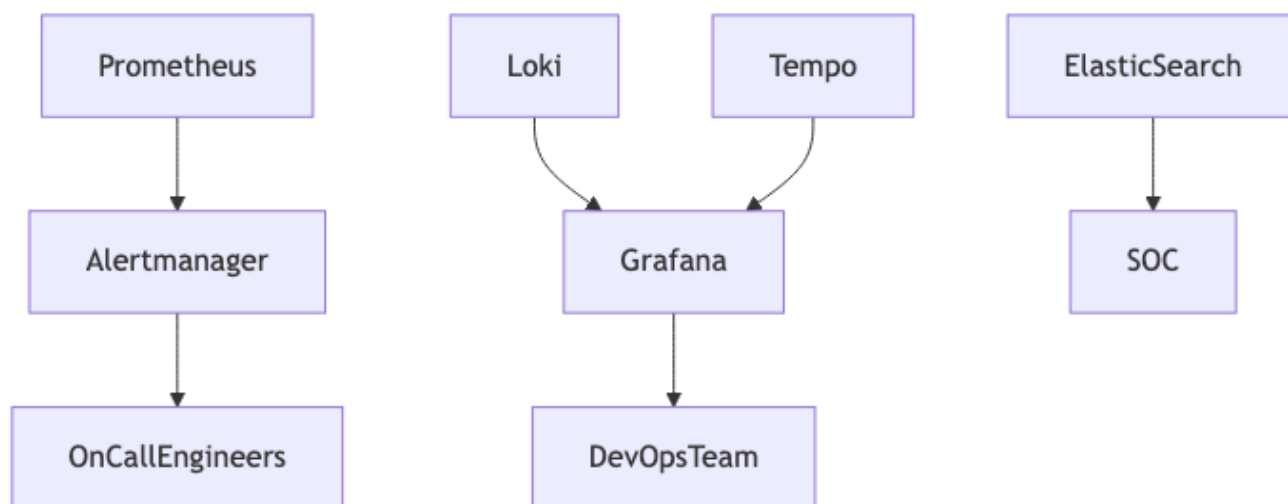 Prometheus
Loki
Tempo
ElasticSearch
Alertmanager
Grafana
SOC
OnCallEngineers
DevOpsTeam